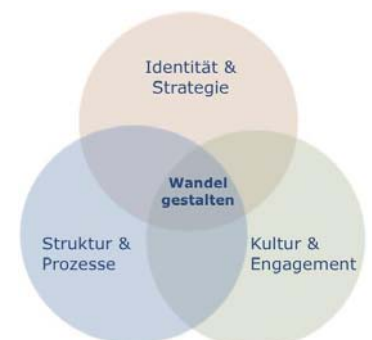 Identität &
Strategie
Wandel
gestalten
Struktur &
Prozesse
Kultur &
Engagement